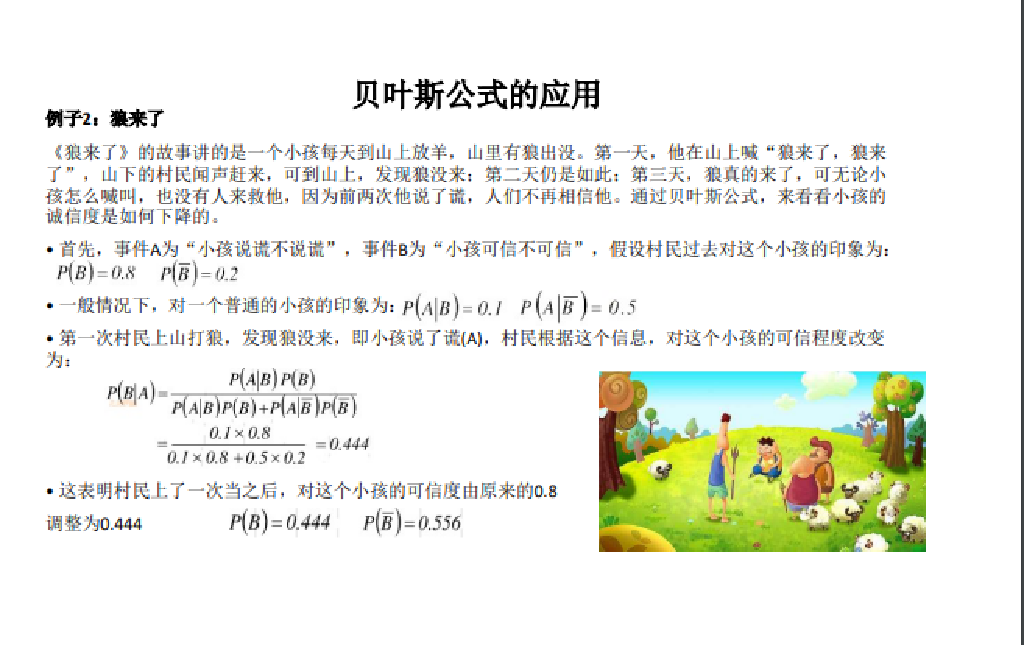 贝叶斯公式的应用
例子2：狼来了
《狼来了》的故事讲的是一个小孩每天到山上放羊，山里有狼出没。第一天，他在山上喊“狼来了，狼来
了”，山下的村民闻声赶来，可到山上，发现狼没来；第二天仍是如此；第三天，狼真的来了，可无论小
孩怎么喊叫，也没有人来救他，因为前两次他说了谎，人们不再相信他。通过贝叶斯公式，来看看小孩的
诚信度是如何下降的。
• 首先，事件A为“小孩说谎不说谎”，事件B为“小孩可信不可信”，假设村民过去对这个小孩的印象为：
P(B)=0.8 P(B̅)=0.2
• 一般情况下，对一个普通的小孩的印象为：P(A|B)=0.1 P(A|B̅)=0.5
• 第一次村民上山打狼，发现狼没来，即小孩说了谎(A)，村民根据这个信息，对这个小孩的可信程度改变
为：
P(A|B)P(B)
P(B|A)=
P(A|B)P(B)+P(A|B̅)P(B̅)
0.1×0.8
= =0.444
0.1×0.8+0.5×0.2
• 这表明村民上了一次当之后，对这个小孩的可信度由原来的0.8
调整为0.444 P(B)=0.444 P(B̅)=0.556